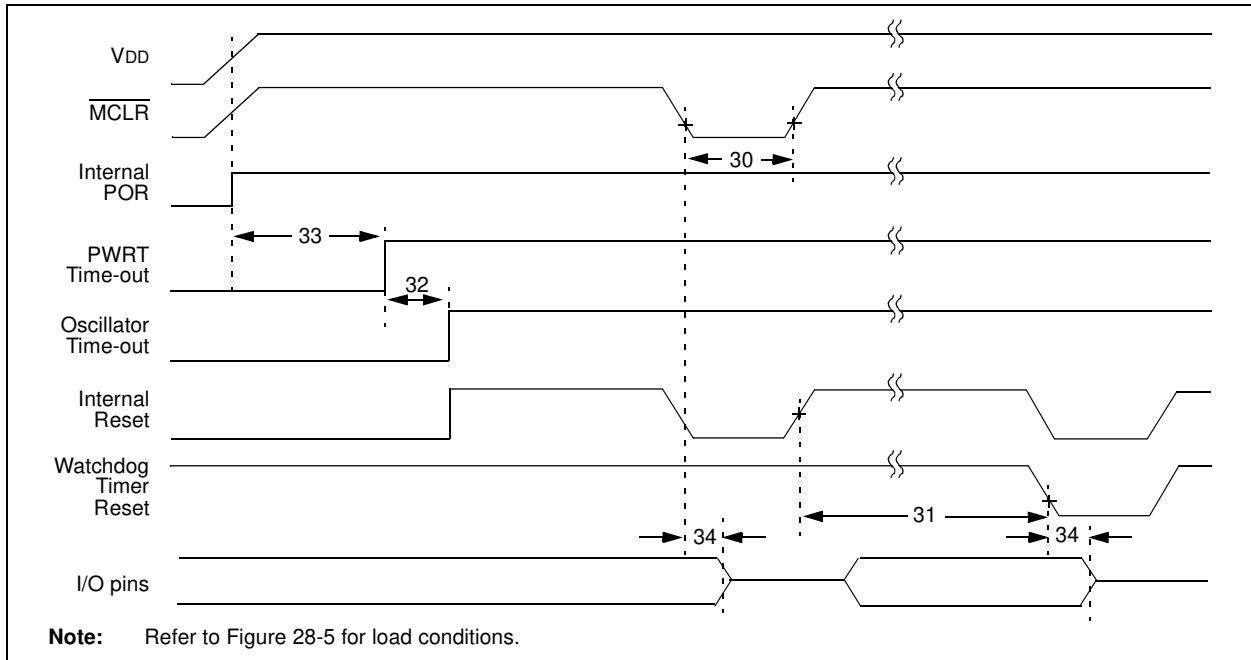 VDD
MCLR
30
Internal
POR
33
PWRT
Time-out
32
Oscillator
Time-out
Internal
Reset
Watchdog
Timer
Reset
31
34
34
I/O pins
Note: Refer to Figure 28-5 for load conditions.